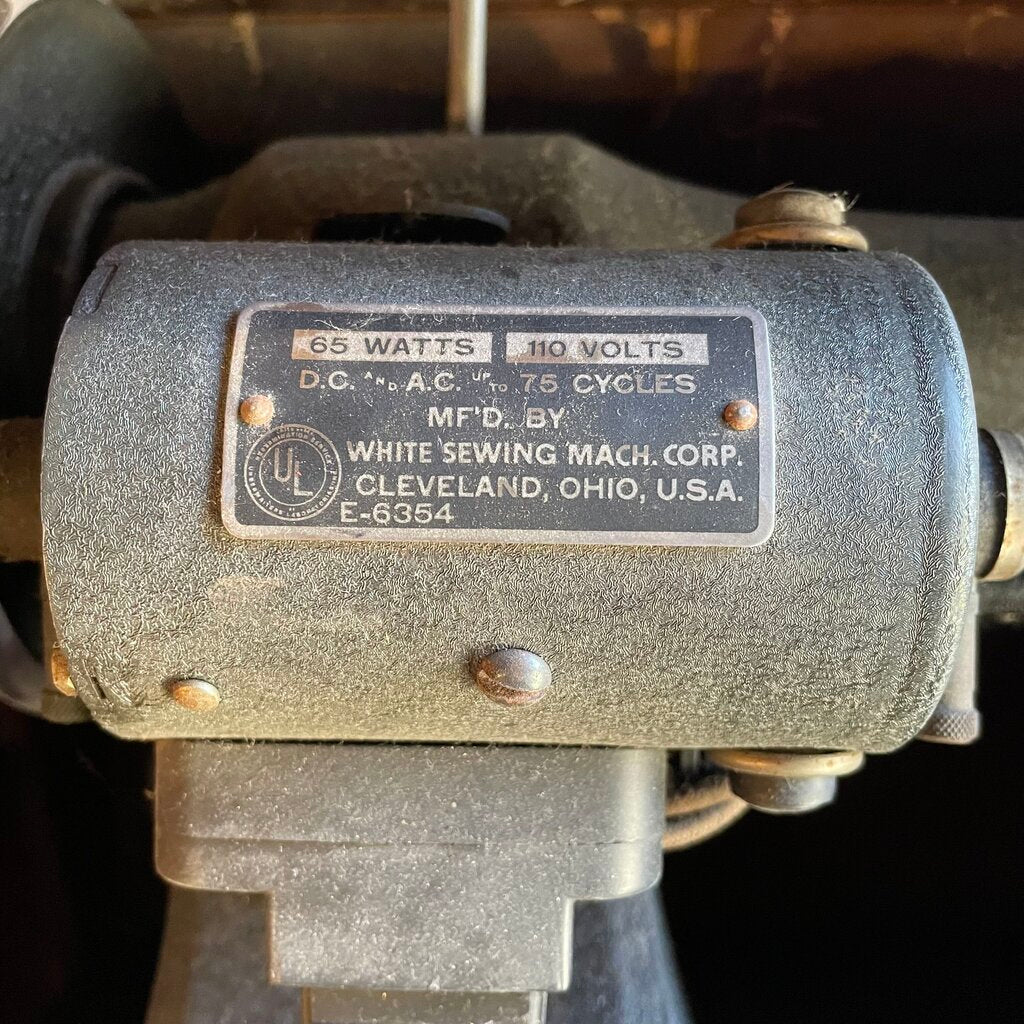 65 WATTS 110 VOLTS
D.C. AND A.C. UP TO 75 CYCLES
MF'D. BY
WHITE SEWING MACH. CORP.
CLEVELAND, OHIO, U.S.A.
UL
E-6354